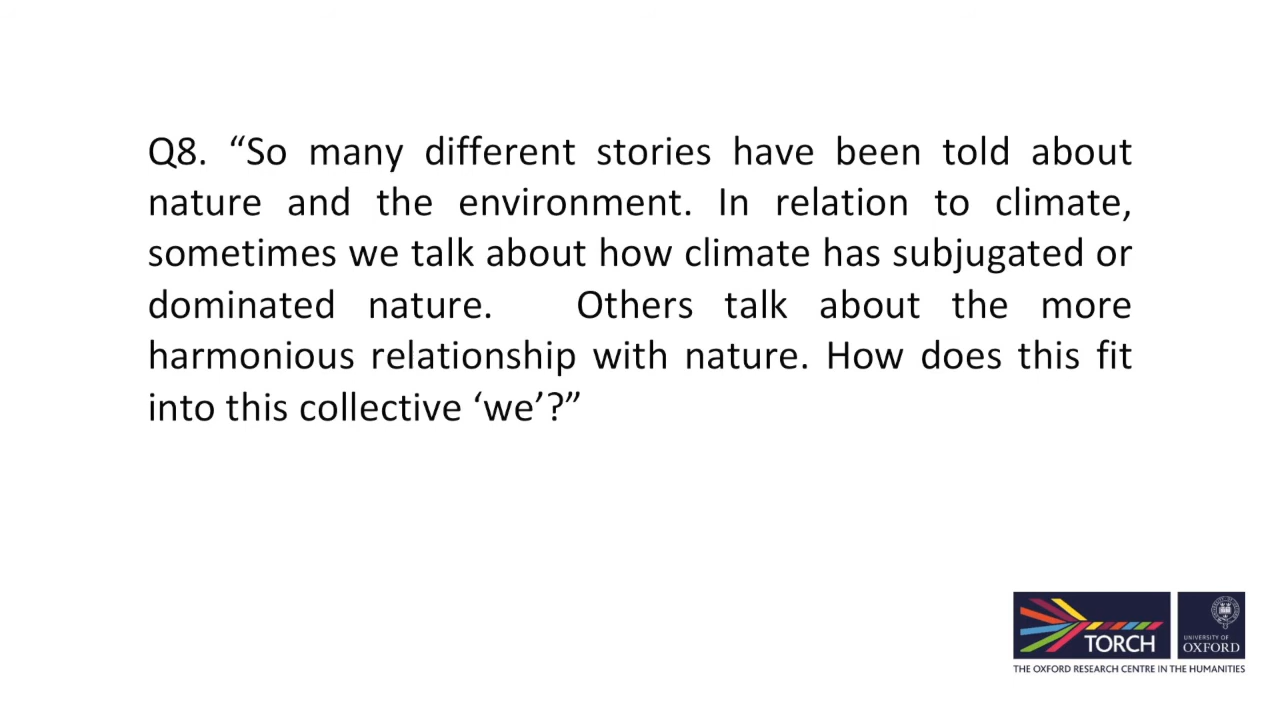 Q8. “So many different stories have been told about
nature and the environment. In relation to climate,
sometimes we talk about how climate has subjugated or
dominated nature. Others talk about the more
harmonious relationship with nature. How does this fit
into this collective ‘we’?”
TORCH
UNIVERSITY OF
OXFORD
THE OXFORD RESEARCH CENTRE IN THE HUMANITIES